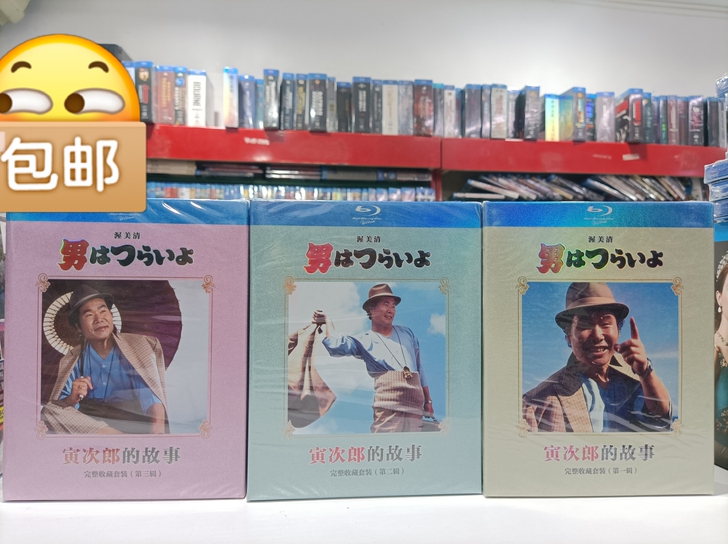 包邮
渥美清
男はつらいよ
寅次郎的故事
完整收藏套装(第三辑)
渥美清
男はつらいよ
寅次郎的故事
完整收藏套装(第二辑)
渥美清
男はつらいよ
寅次郎的故事
完整收藏套装(第一辑)